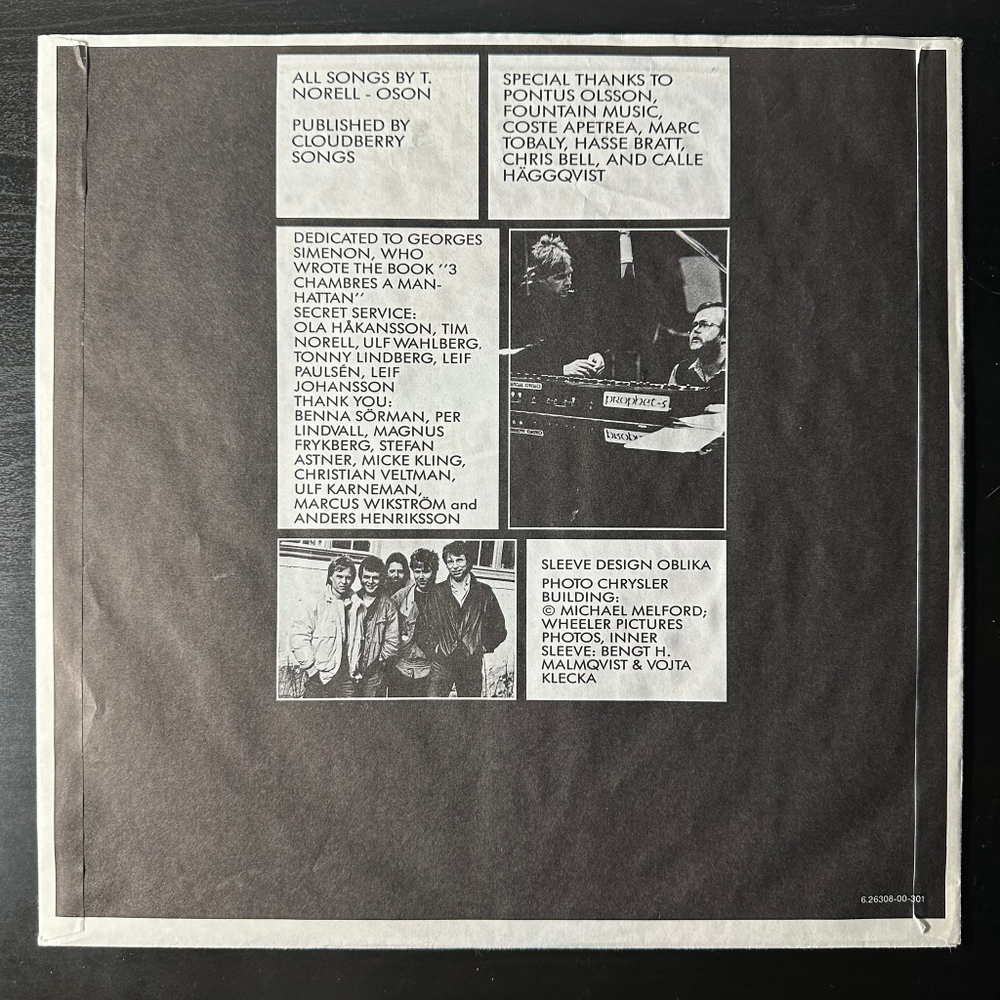 ALL SONGS BY T.
NORELL - OSON
PUBLISHED BY
CLOUDBERRY
SONGS
SPECIAL THANKS TO
PONTUS OLSSON,
FOUNTAIN MUSIC,
COSTE APETREA, MARC
TOBALY, HASSE BRATT,
CHRIS BELL, AND CALLE
HÄGGQVIST
DEDICATED TO GEORGES
SIMENON, WHO
WROTE THE BOOK ''3
CHAMBRES A MAN-
HATTAN''
SECRET SERVICE:
OLA HÅKANSSON, TIM
NORELL, ULF WAHLBERG.
TONNY LINDBERG, LEIF
PAULSÉN, LEIF
JOHANSSON
THANK YOU:
BENNA SÖRMAN, PER
LINDVALL, MAGNUS
FRYKBERG, STEFAN
ASTNER, MICKE KLING,
CHRISTIAN VELTMAN,
ULF KARNEMAN,
MARCUS WIKSTRÖM and
ANDERS HENRIKSSON
prophet-5
SLEEVE DESIGN OBLIKA
PHOTO CHRYSLER
BUILDING:
© MICHAEL MELFORD;
WHEELER PICTURES
PHOTOS, INNER
SLEEVE: BENGT H.
MALMQVIST & VOJTA
KLECKA
6.26308-00-301